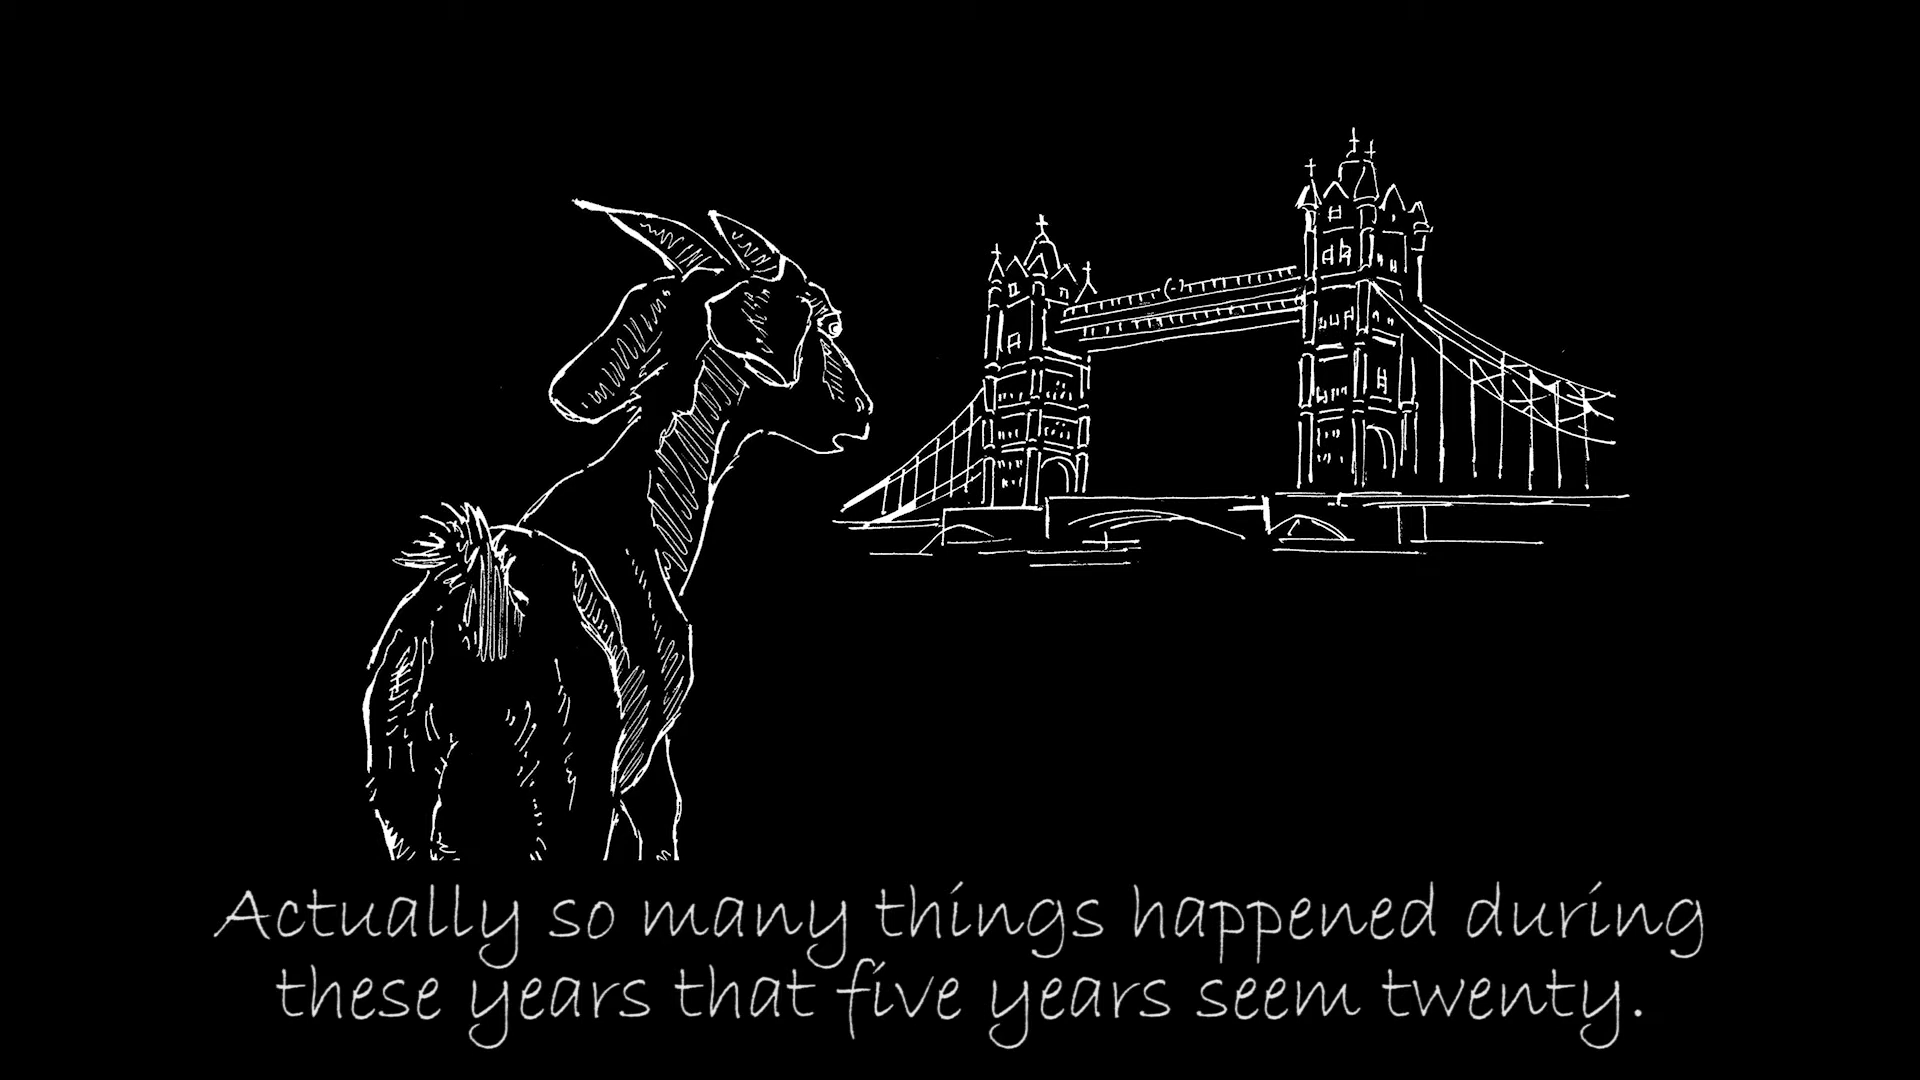 Actually so many things happened during
these years that five years seem twenty.